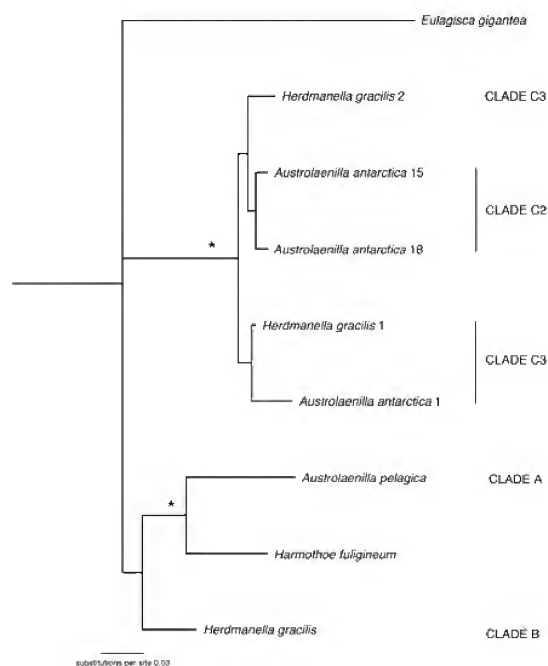 Eulagisca gigantea
Herdmanella gracilis 2 CLADE C3
Austrolaenilla antarctica 15
CLADE C2
Austrolaenilla antarctica 18
*
Herdmanella gracilis 1
CLADE C3
Austrolaenilla antarctica 1
Austrolaenilla pelagica CLADE A
*
Harmothoe fuligineum
Herdmanella gracilis CLADE B
substitutions per site 0.03